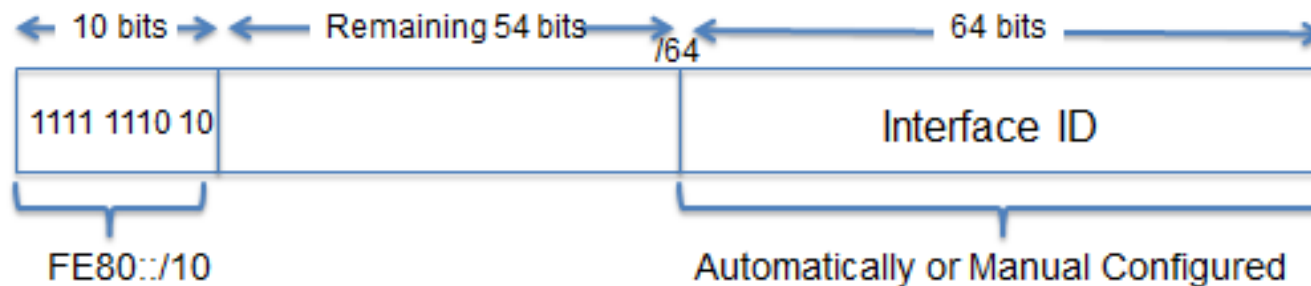 10 bits Remaining 54 bits 64 bits
/64
1111 1110 10 Interface ID
FE80::/10 Automatically or Manual Configured